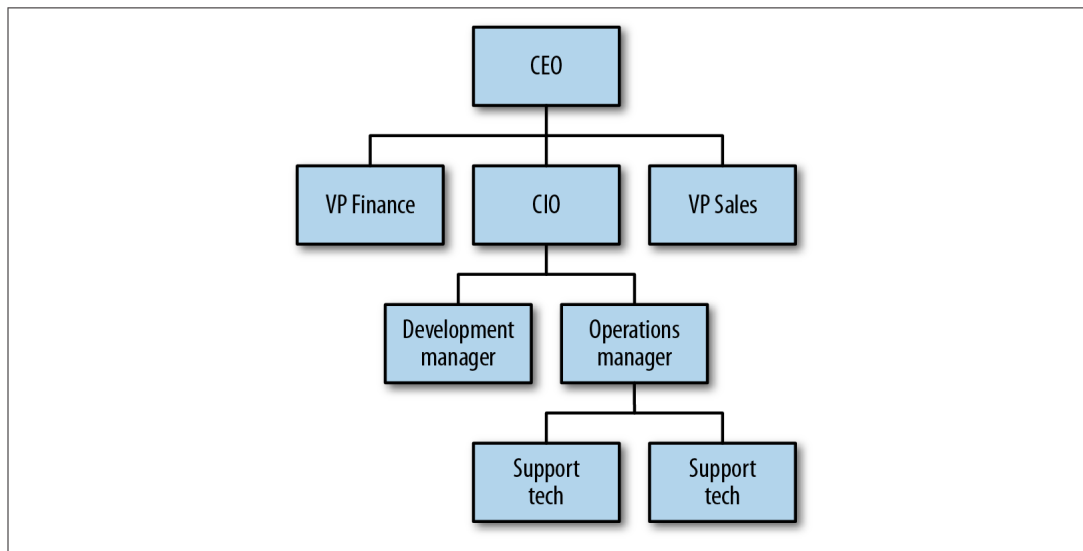 CEO
VP Finance
CIO
VP Sales
Development
manager
Operations
manager
Support
tech
Support
tech